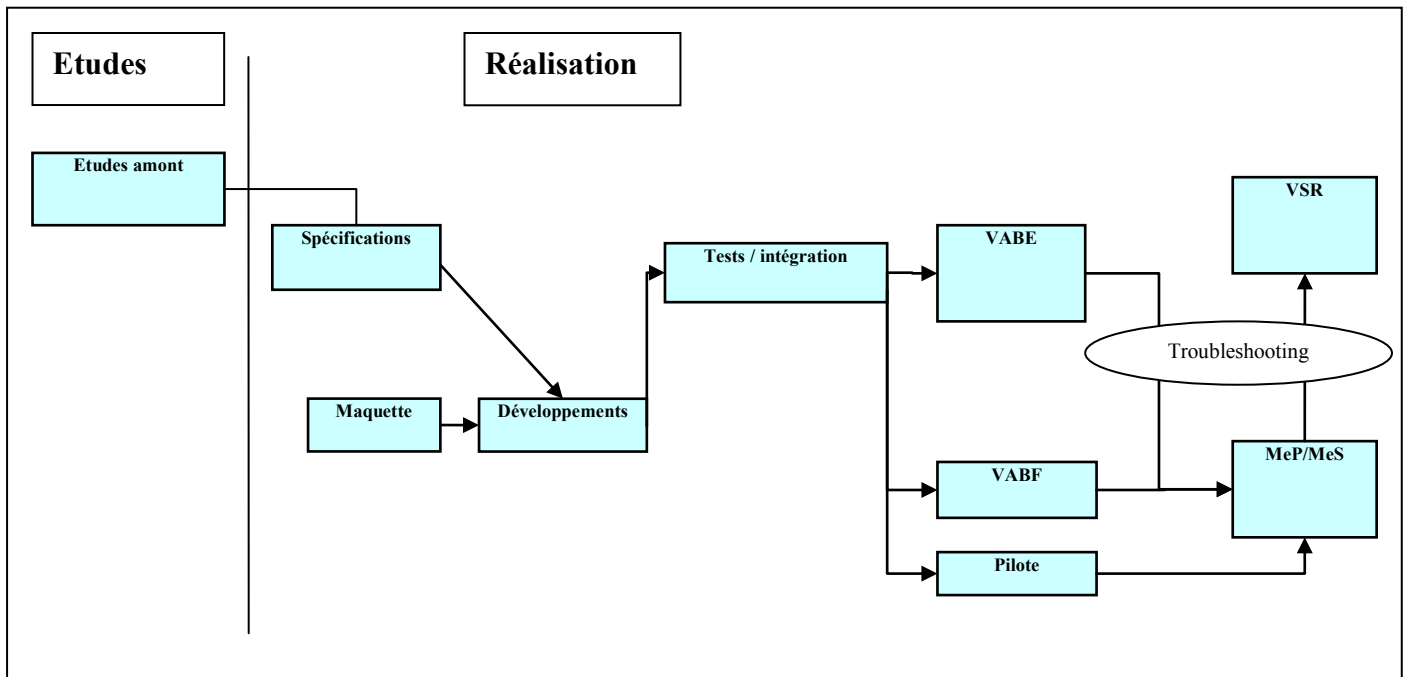 Etudes
Réalisation
Etudes amont
Spécifications
Maquette
Développements
Tests / intégration
VABE
VABF
Pilote
Troubleshooting
VSR
MeP/MeS